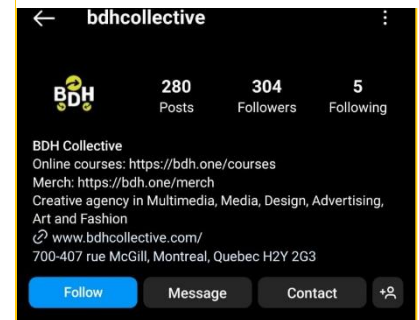 bdhcollective
BDH
280 304 5
Posts Followers Following
BDH Collective
Online courses: https://bdh.one/courses
Merch: https://bdh.one/merch
Creative agency in Multimedia, Media, Design, Advertising,
Art and Fashion
www.bdhcollective.com/
700-407 rue McGill, Montreal, Quebec H2Y 2G3
Follow Message Contact